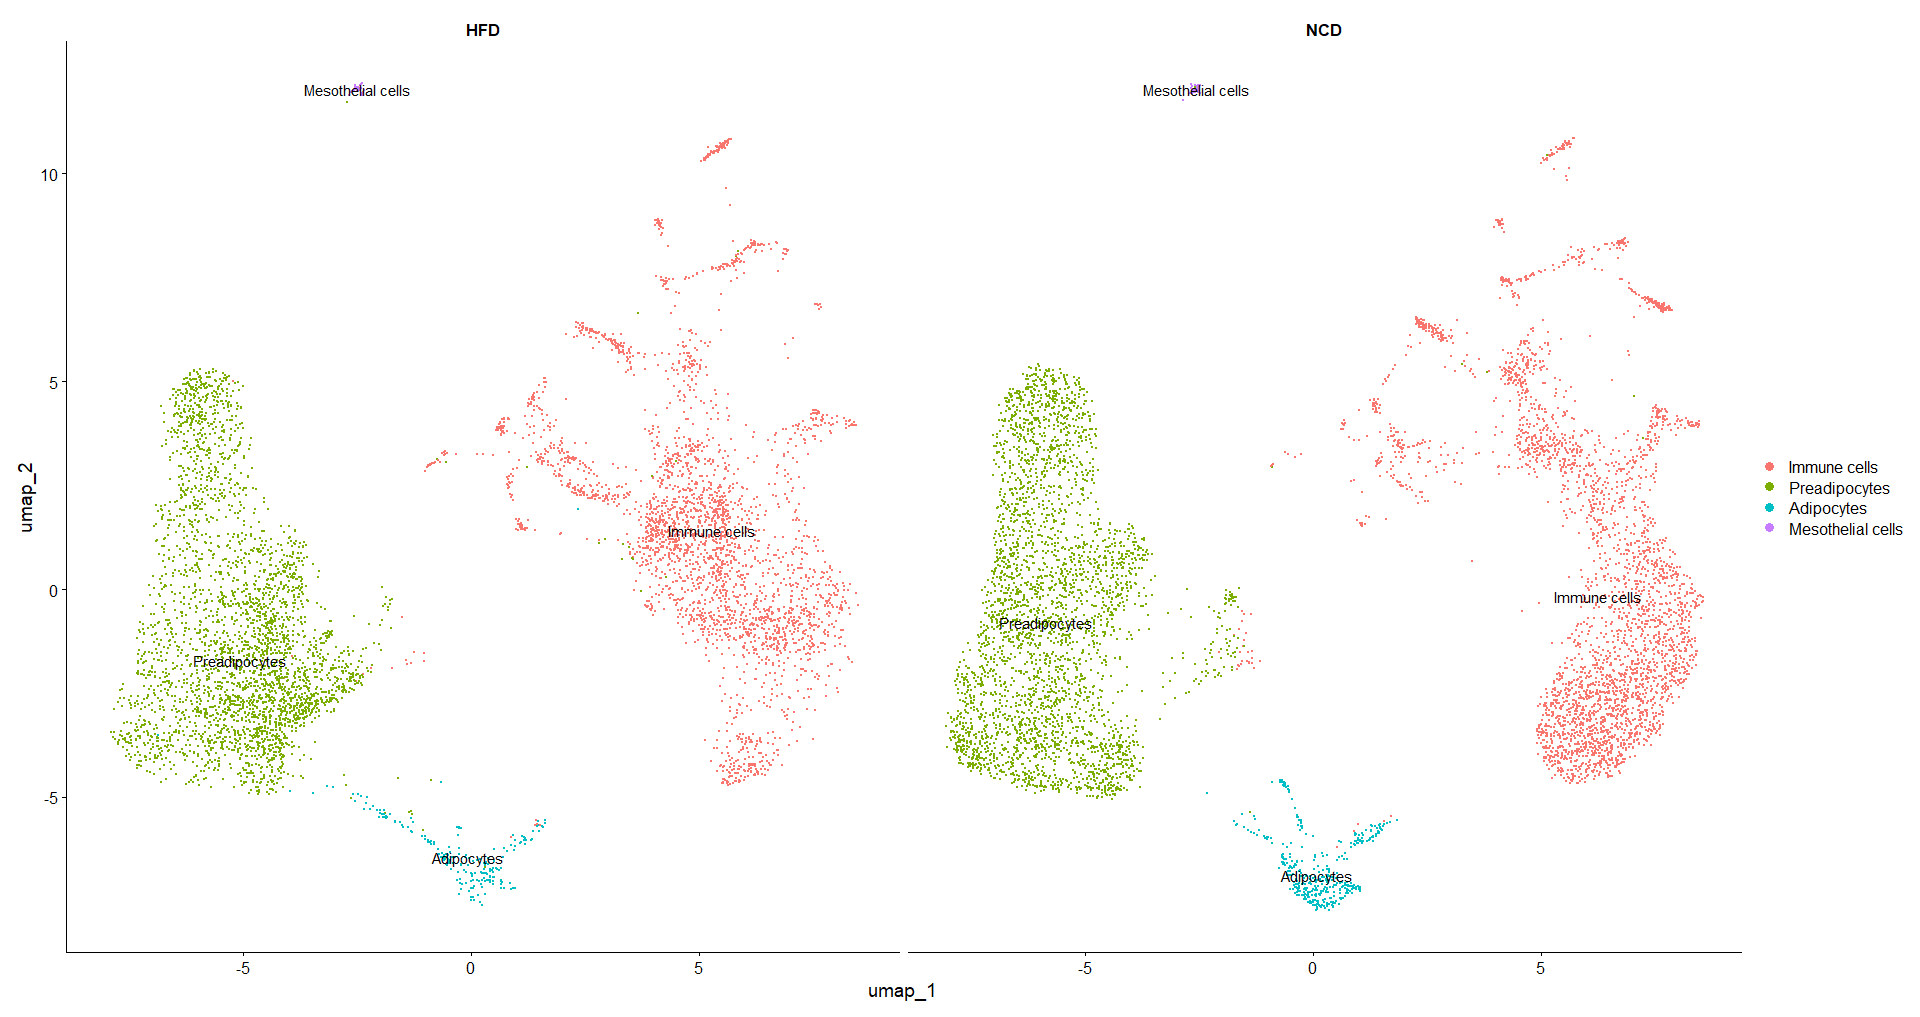 HFD
NCD
Mesothelial cells
Mesothelial cells
10
5
0
-5
umap_2
Immune cells
Preadipocytes
Adipocytes
Immune cells
Preadipocytes
Adipocytes
-5
0
5
-5
0
5
umap_1
Immune cells
Preadipocytes
Adipocytes
Mesothelial cells